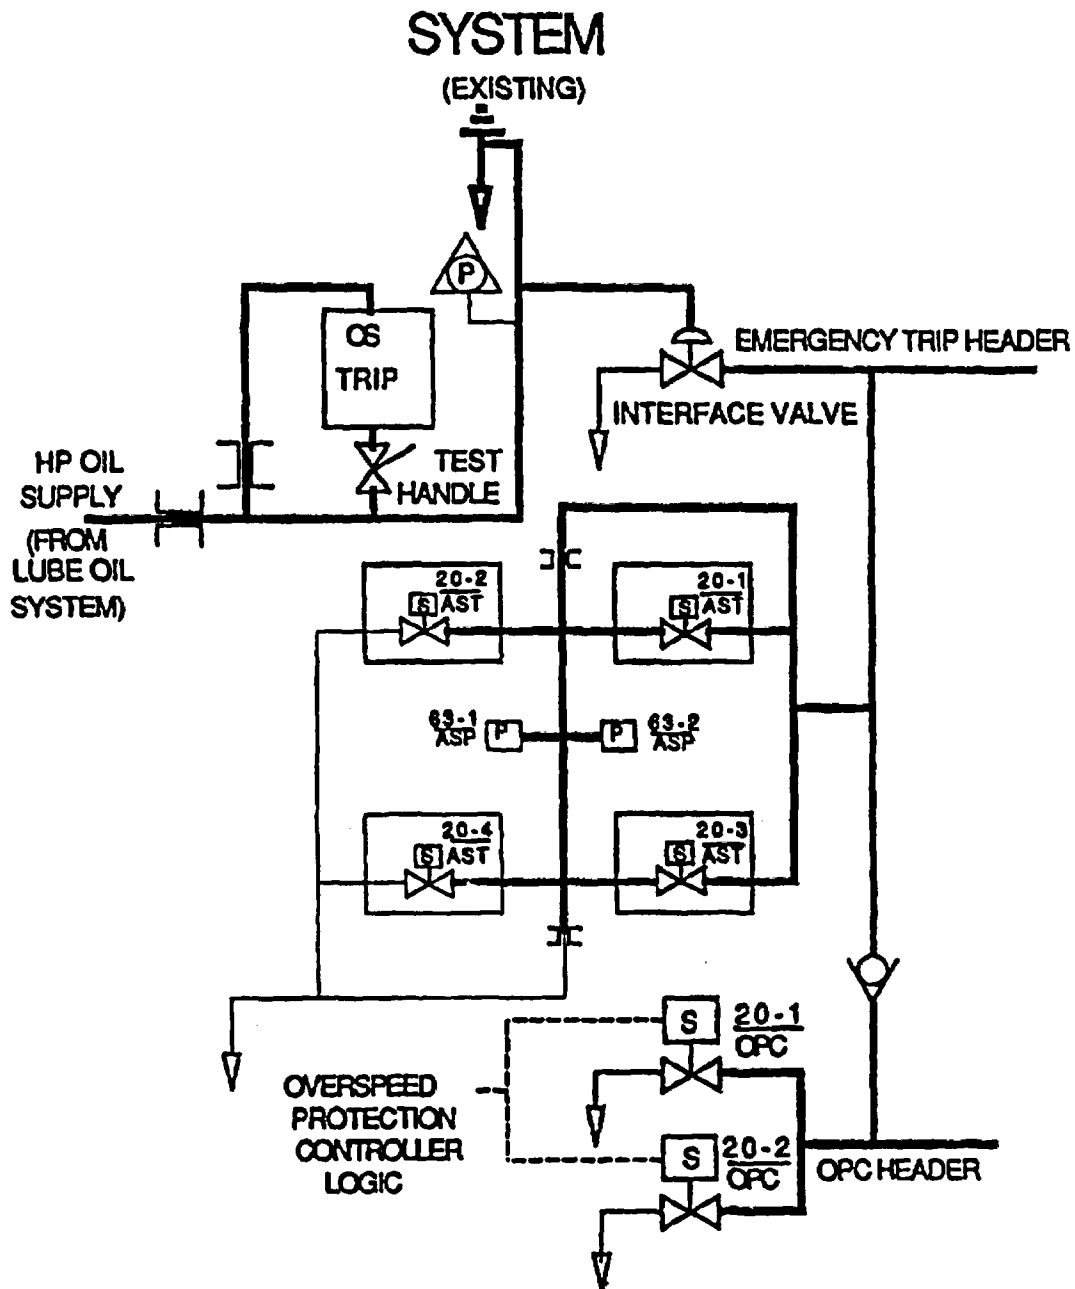 SYSTEM
(EXISTING)
P
OS
TRIP
EMERGENCY TRIP HEADER
INTERFACE VALVE
HP OIL
SUPPLY
(FROM
LUBE OIL
SYSTEM)
TEST
HANDLE
20-2
S
AST
20-1
S
AST
63-1
ASP
P
P
63-2
ASP
20-4
S
AST
20-3
S
AST
S
20-1
OPC
OVERSPEED
PROTECTION
CONTROLLER
LOGIC
S
20-2
OPC
OPC HEADER